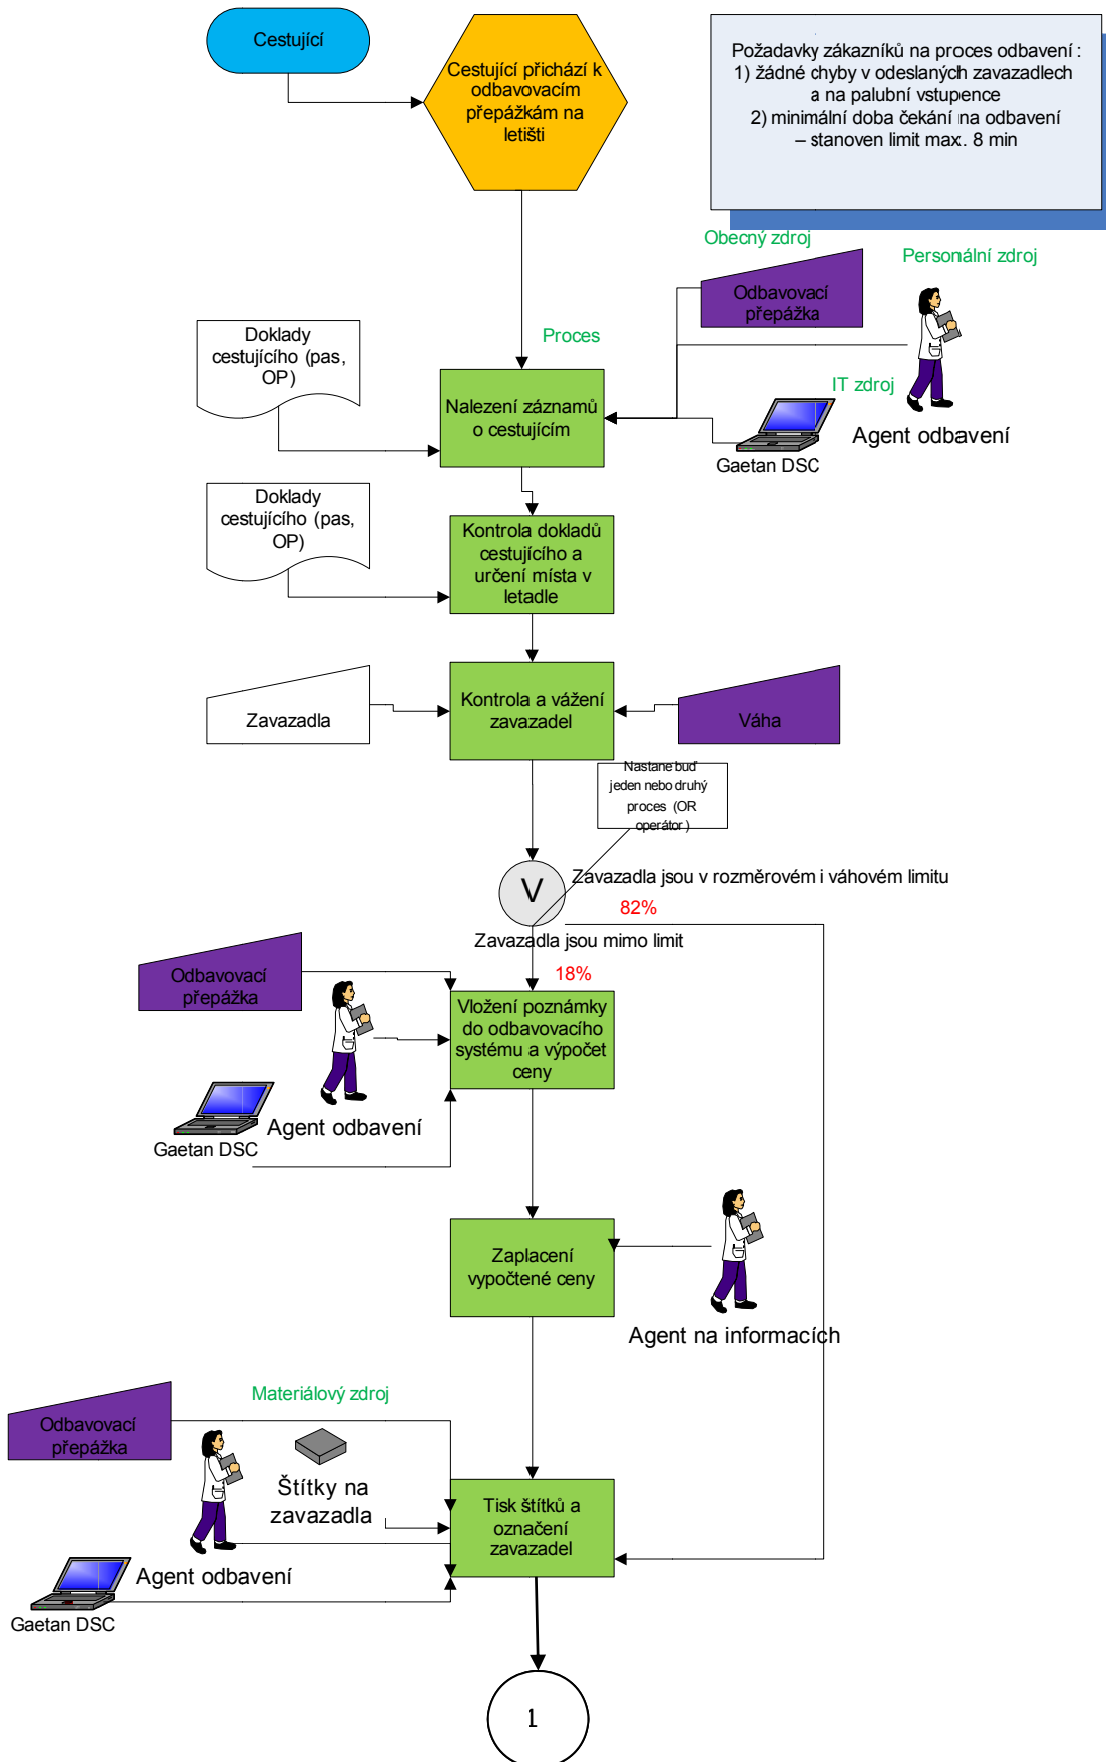 Cestující
Cestující přichází k
odbavovacím
přepážkám na
letišti
Požadavky zákazníků na proces odbavení :
1) žádné chyby v odeslaných zavazadlech
a na palubní vstupence
2) minimální doba čekání na odbavení
– stanoven limit max.. 8 min
Obecný zdroj
Personální zdroj
Odbavovací
přepážka
Doklady
cestujícího (pas,
OP)
Proces
IT zdroj
Nalezení záznamů
o cestujícím
Agent odbavení
Gaetan DSC
Doklady
cestujícího (pas,
OP)
Kontrola dokladů
cestujícího a
určení místa v
letadle
Zavazadla
Kontrola a vážení
zavazadel
Váha
Nastane buď
jeden nebo druhý
proces (OR
operátor)
V
Zavazadla jsou v rozměrovém i váhovém limitu
82%
Zavazadla jsou mimo limit
18%
Odbavovací
přepážka
Vložení poznámky
do odbavovacího
systému a výpočet
ceny
Agent odbavení
Gaetan DSC
Zaplacení
vypočtené ceny
Agent na informacích
Materiálový zdroj
Odbavovací
přepážka
Štítky na
zavazadla
Tisk štítků a
označení
zavazadel
Agent odbavení
Gaetan DSC
1